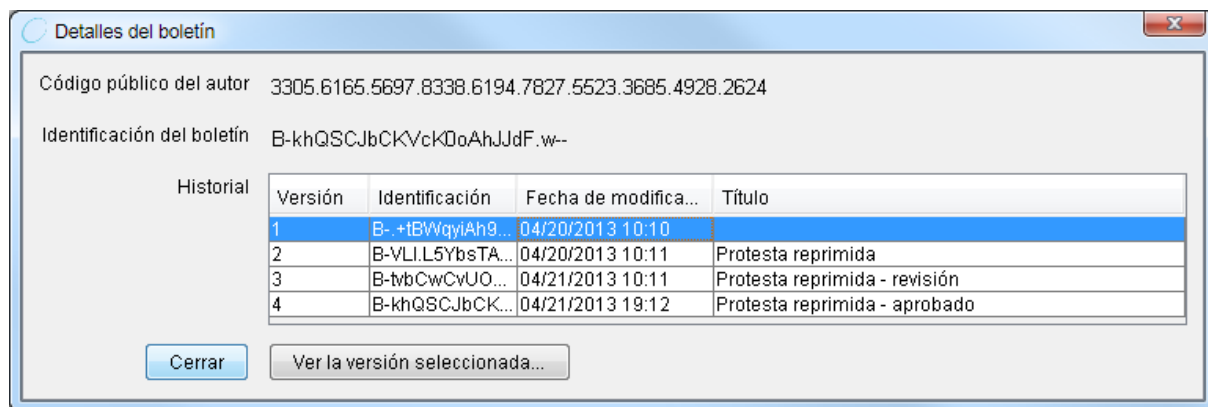 Detalles del boletín
Código público del autor 3305.6165.5697.8338.6194.7827.5523.3685.4928.2624
Identificación del boletín B-khQSCJbCKVcK0oAhJJdF.w--
Historial
Versión Identificación Fecha de modifica... Título
1 B-.+tBWqyiAh9... 04/20/2013 10:10
2 B-VLI.L5YbsTA... 04/20/2013 10:11 Protesta reprimida
3 B-tvbCwCvUO... 04/21/2013 10:11 Protesta reprimida - revisión
4 B-khQSCJbCK... 04/21/2013 19:12 Protesta reprimida - aprobado
Cerrar Ver la versión seleccionada...